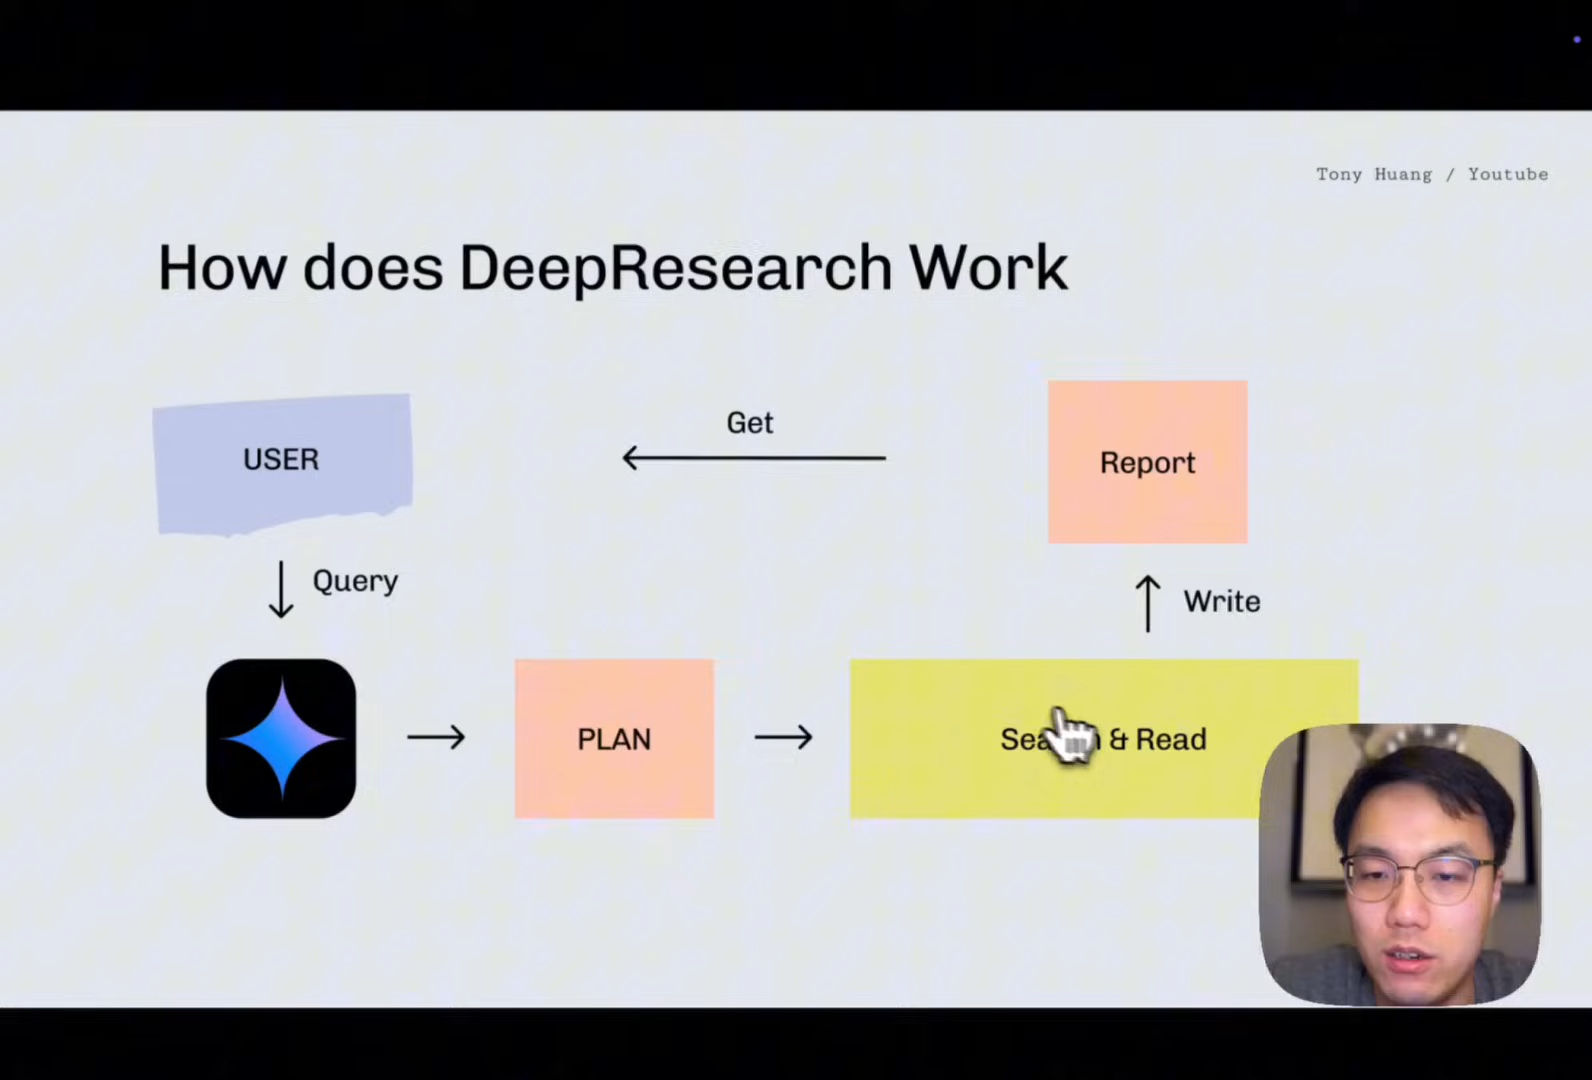 Tony Huang / Youtube
How does DeepResearch Work
USER
Get
Report
Query
Write
PLAN
& Read